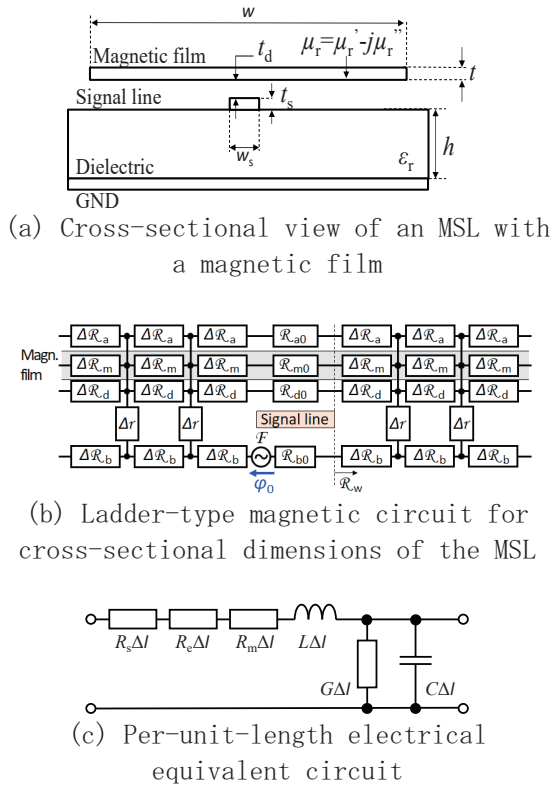 w
Magnetic film
t_d
μ_r=μ_r'-jμ_r''
t
Signal line
t_s
w_s
h
Dielectric
ε_r
GND
(a) Cross-sectional view of an MSL with
a magnetic film
Δℛ_a Δℛ_a Δℛ_a ℛ_a0 Δℛ_a Δℛ_a Δℛ_a
Magn.
film
Δℛ_m Δℛ_m Δℛ_m ℛ_m0 Δℛ_m Δℛ_m Δℛ_m
Δℛ_d Δℛ_d Δℛ_d ℛ_d0 Δℛ_d Δℛ_d Δℛ_d
Δr Δr Signal line Δr Δr
ℱ
Δℛ_b Δℛ_b Δℛ_b ℛ_b0 Δℛ_b Δℛ_b Δℛ_b
φ_0 ℛ_w
(b) Ladder-type magnetic circuit for
cross-sectional dimensions of the MSL
R_sΔl R_eΔl R_mΔl LΔl
GΔl CΔl
(c) Per-unit-length electrical
equivalent circuit